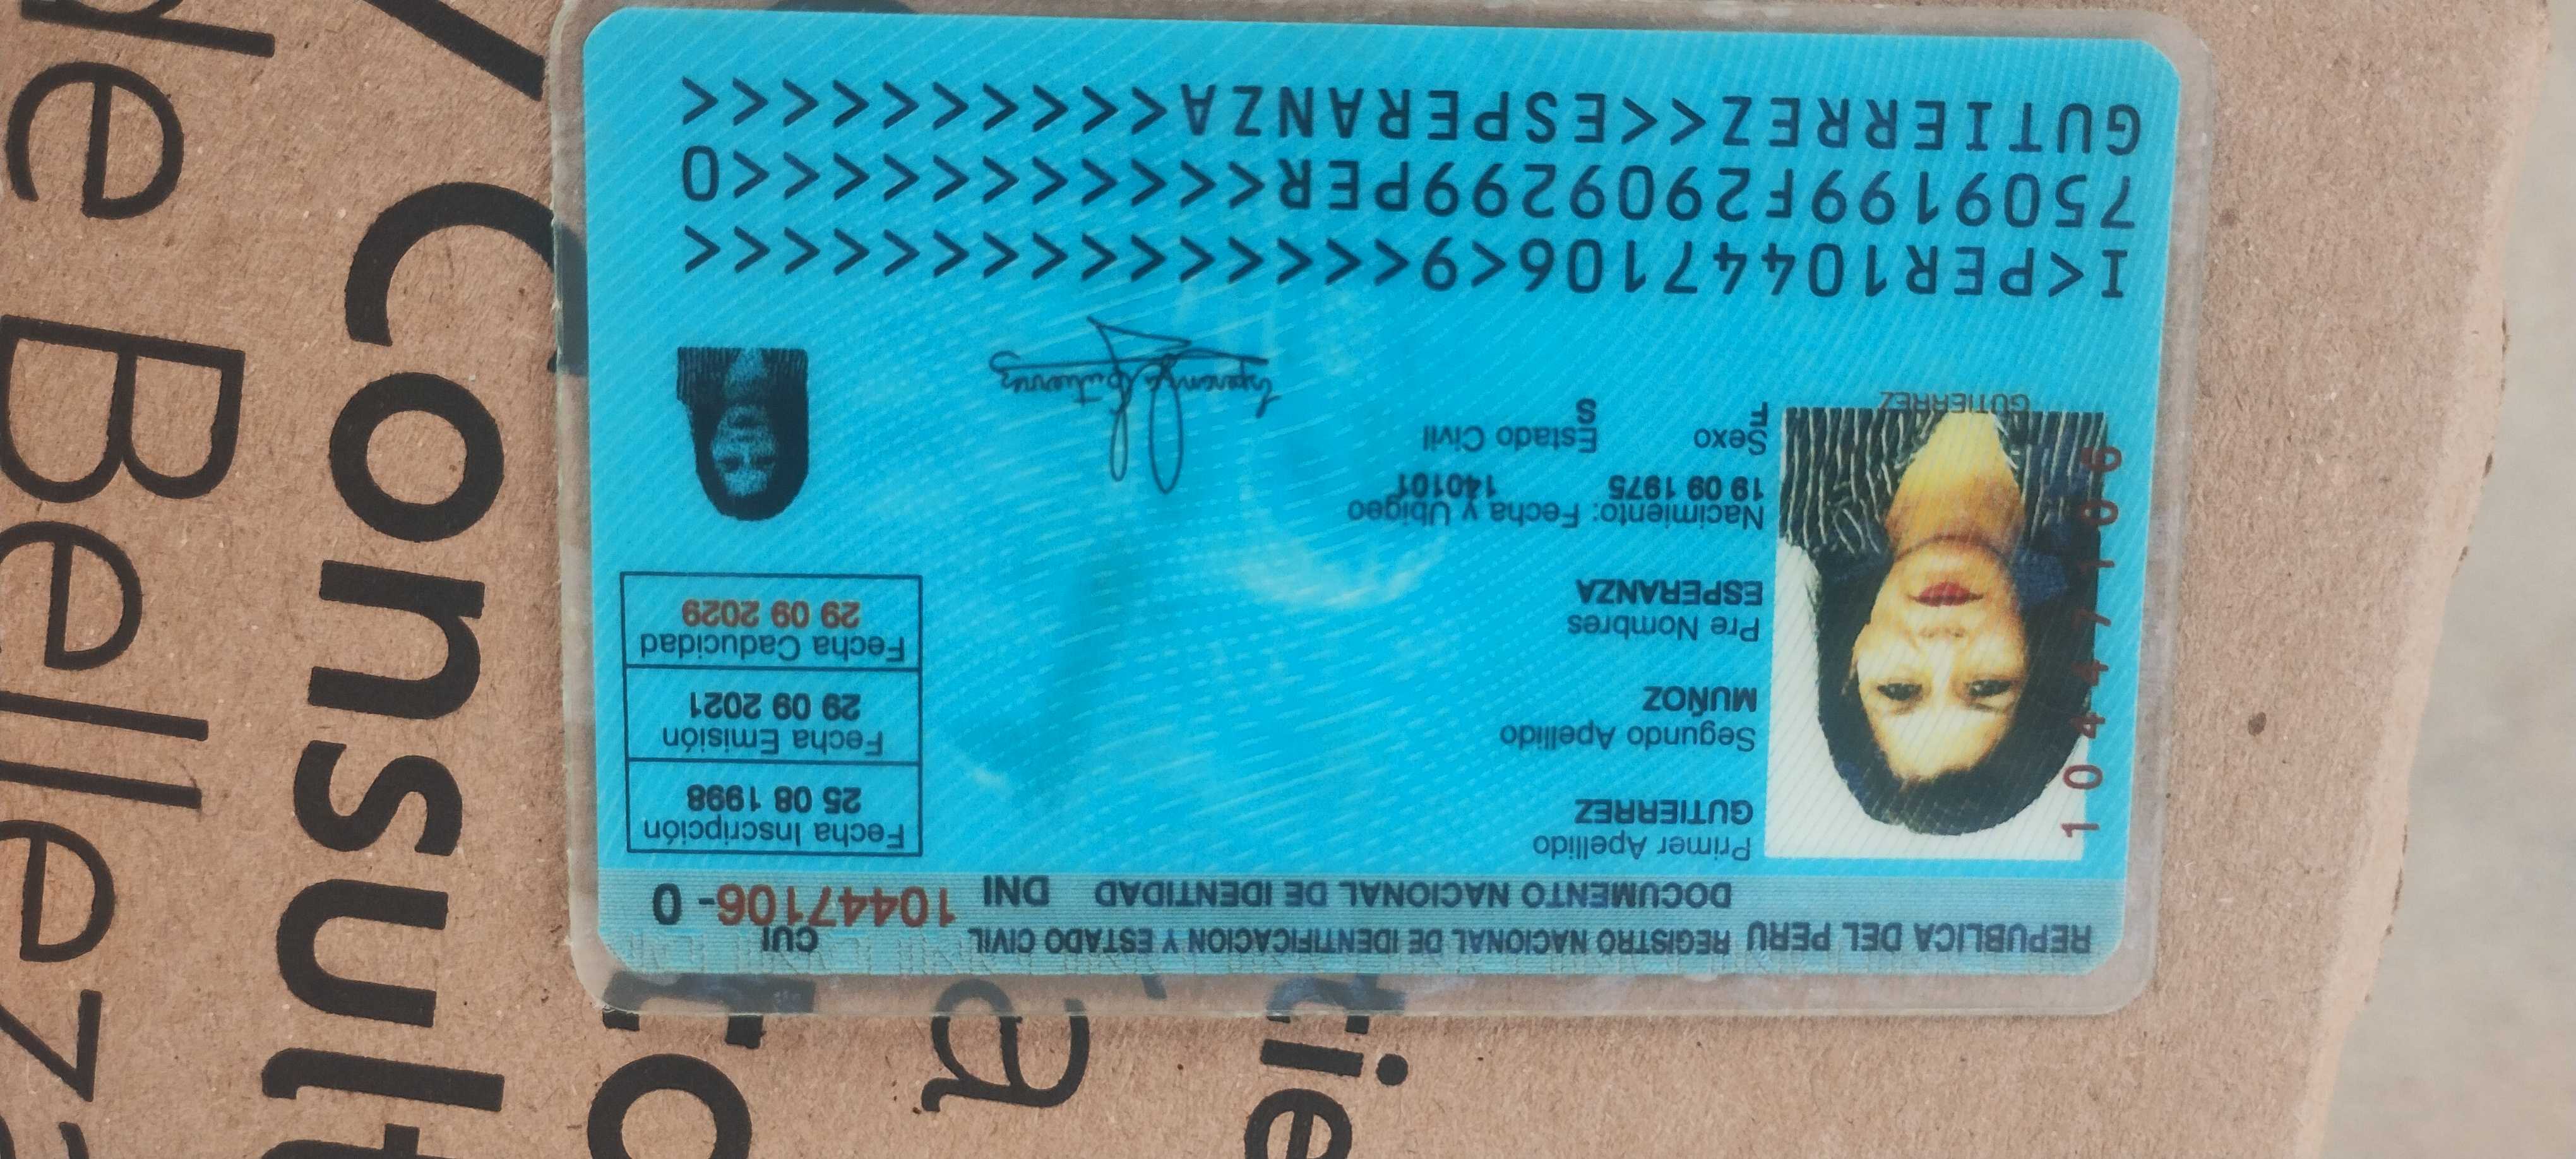 REPUBLICA DEL PERU REGISTRO NACIONAL DE IDENTIFICACION Y ESTADO CIVIL
DOCUMENTO NACIONAL DE IDENTIDAD DNI
CUI
10447106-0
Primer Apellido
GUTIERREZ
Segundo Apellido
MUÑOZ
Pre Nombres
ESPERANZA
Nacimiento: Fecha y Ubigeo
19 09 1975 140101
Sexo Estado Civil
F S
Fecha Inscripción
25 08 1998
Fecha Emisión
29 09 2021
Fecha Caducidad
29 09 2029
10447106
GUTIERREZ
Esperanza Gutierrez
I<PER10447106<9<<<<<<<<<<<<<<<
7509199F2909299PER<<<<<<<<<<<0
GUTIERREZ<<ESPERANZA<<<<<<<<<<
y Consult
de Belleza